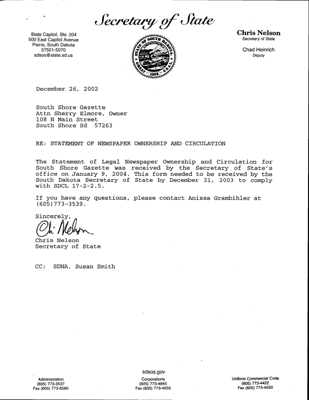 Secretary of State
State Capitol, Ste. 204
500 East Capitol Avenue
Pierre, South Dakota
57501-5070
sdsos@state.sd.us
Chris Nelson
Secretary of State
Chad Heinrich
Deputy
December 26, 2002
South Shore Gazette
Attn Sherry Elmore, Owner
108 N Main Street
South Shore Sd 57263
RE: STATEMENT OF NEWSPAPER OWNERSHIP AND CIRCULATION
The Statement of Legal Newspaper Ownership and Circulation for
South Shore Gazette was received by the Secretary of State's
office on January 9, 2004. This form needed to be received by the
South Dakota Secretary of State by December 31, 2003 to comply
with SDCL 17-2-2.5.
If you have any questions, please contact Anissa Grambihler at
(605)773-3539.
Sincerely,
Chris Nelson
Secretary of State
CC: SDNA, Susan Smith
sdsos.gov
Administration
(605) 773-3537
Fax (605) 773-6580
Corporations
(605) 773-4845
Fax (605) 773-4550
Uniform Commercial Code
(605) 773-4422
Fax (605) 773-4550